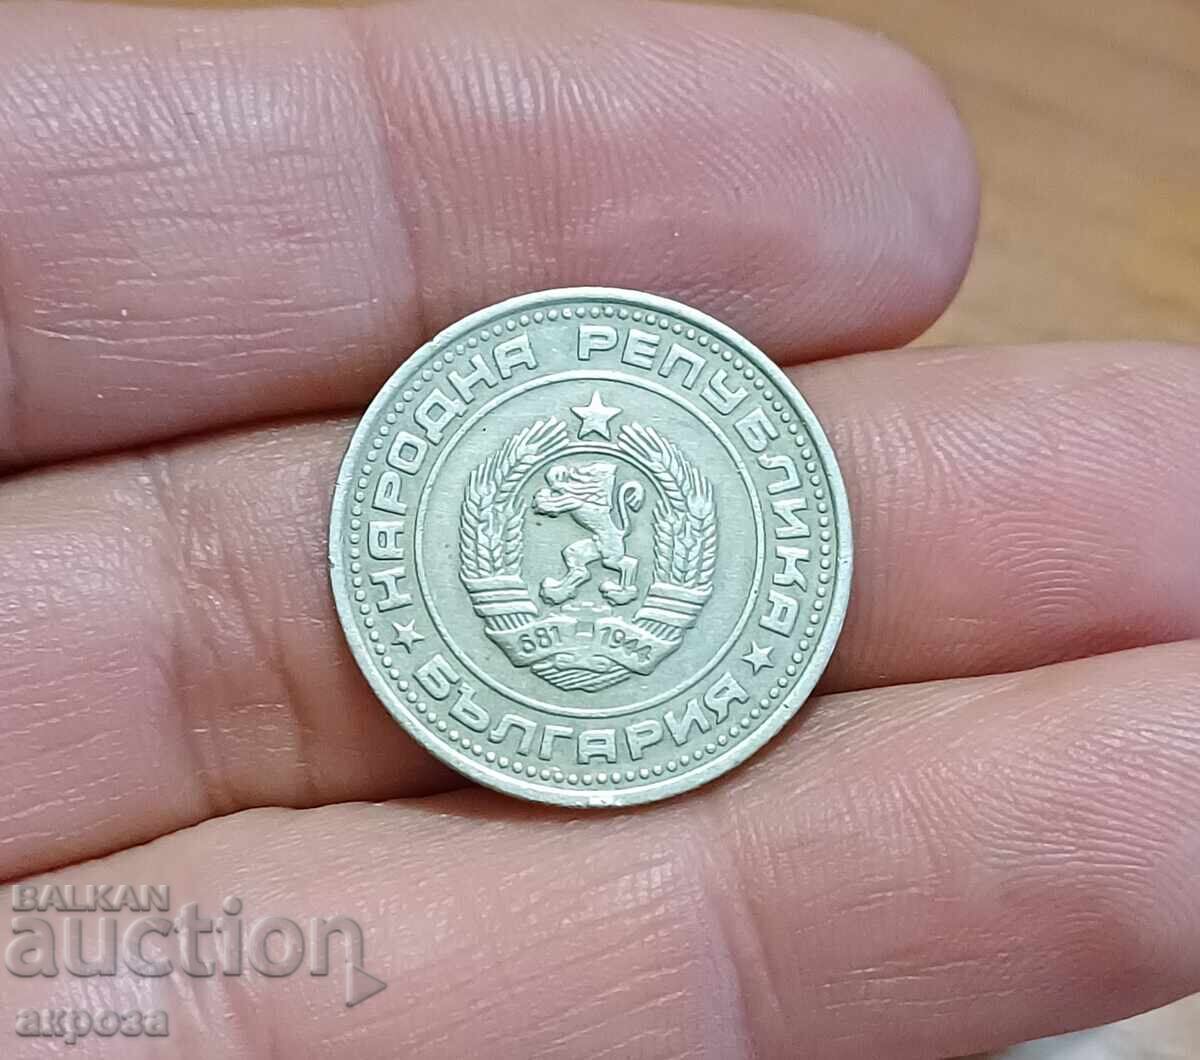 НАРОДНА РЕПУБЛИКА
БЪЛГАРИЯ
681 - 1944
BALKAN
auction
акроза